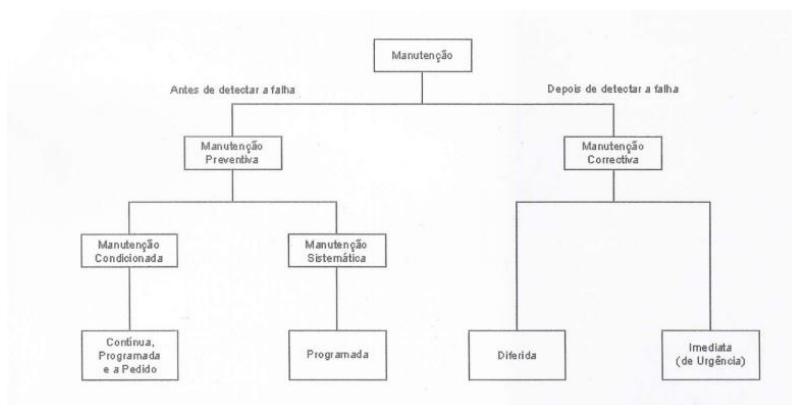 Manutenção
Antes de detectar a falha
Depois de detectar a falha
Manutenção
Preventiva
Manutenção
Correctiva
Manutenção
Condicionada
Manutenção
Sistemática
Contínua,
Programada
e a Pedido
Programada
Diferida
Imediata
(de Urgência)